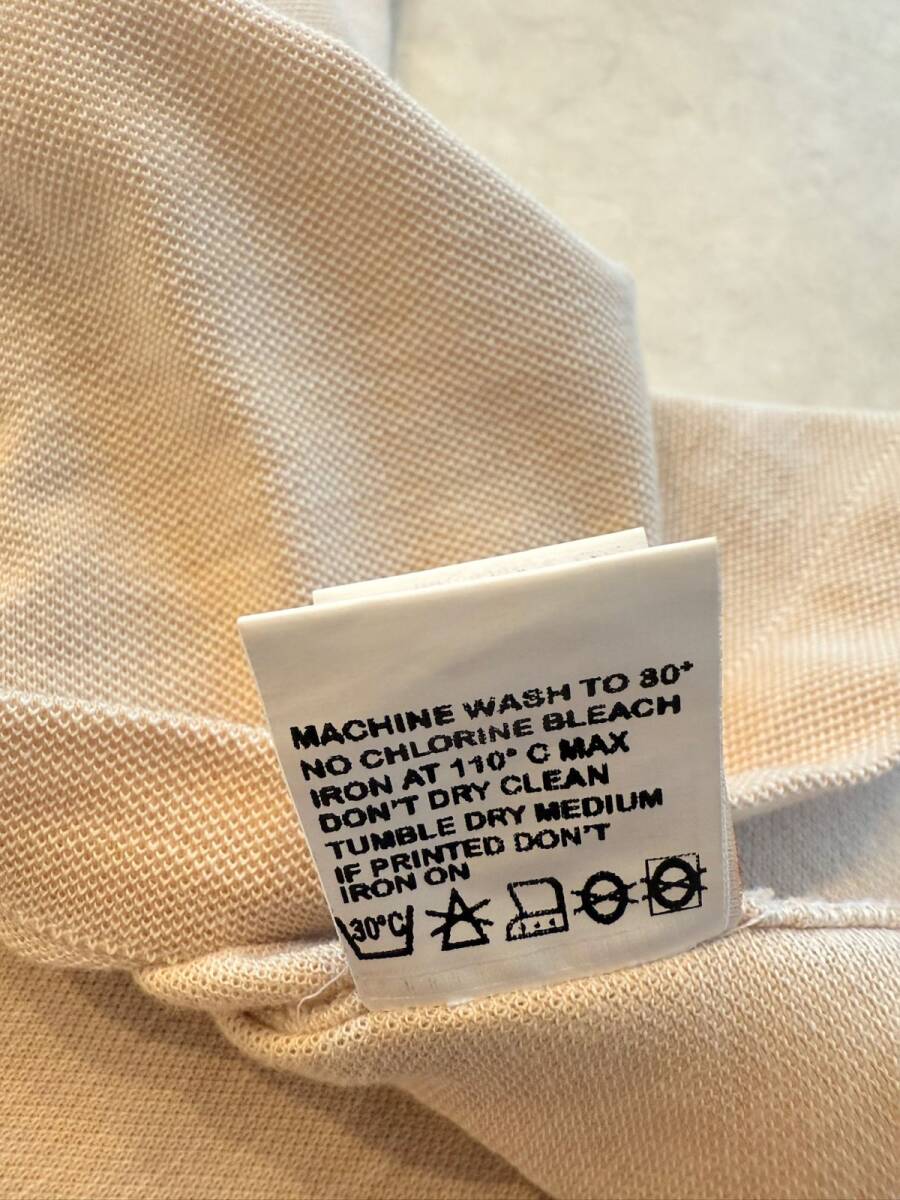 MACHINE WASH TO 30°
NO CHLORINE BLEACH
IRON AT 110° C MAX
DON'T DRY CLEAN
TUMBLE DRY MEDIUM
IF PRINTED DON'T
IRON ON
30°C